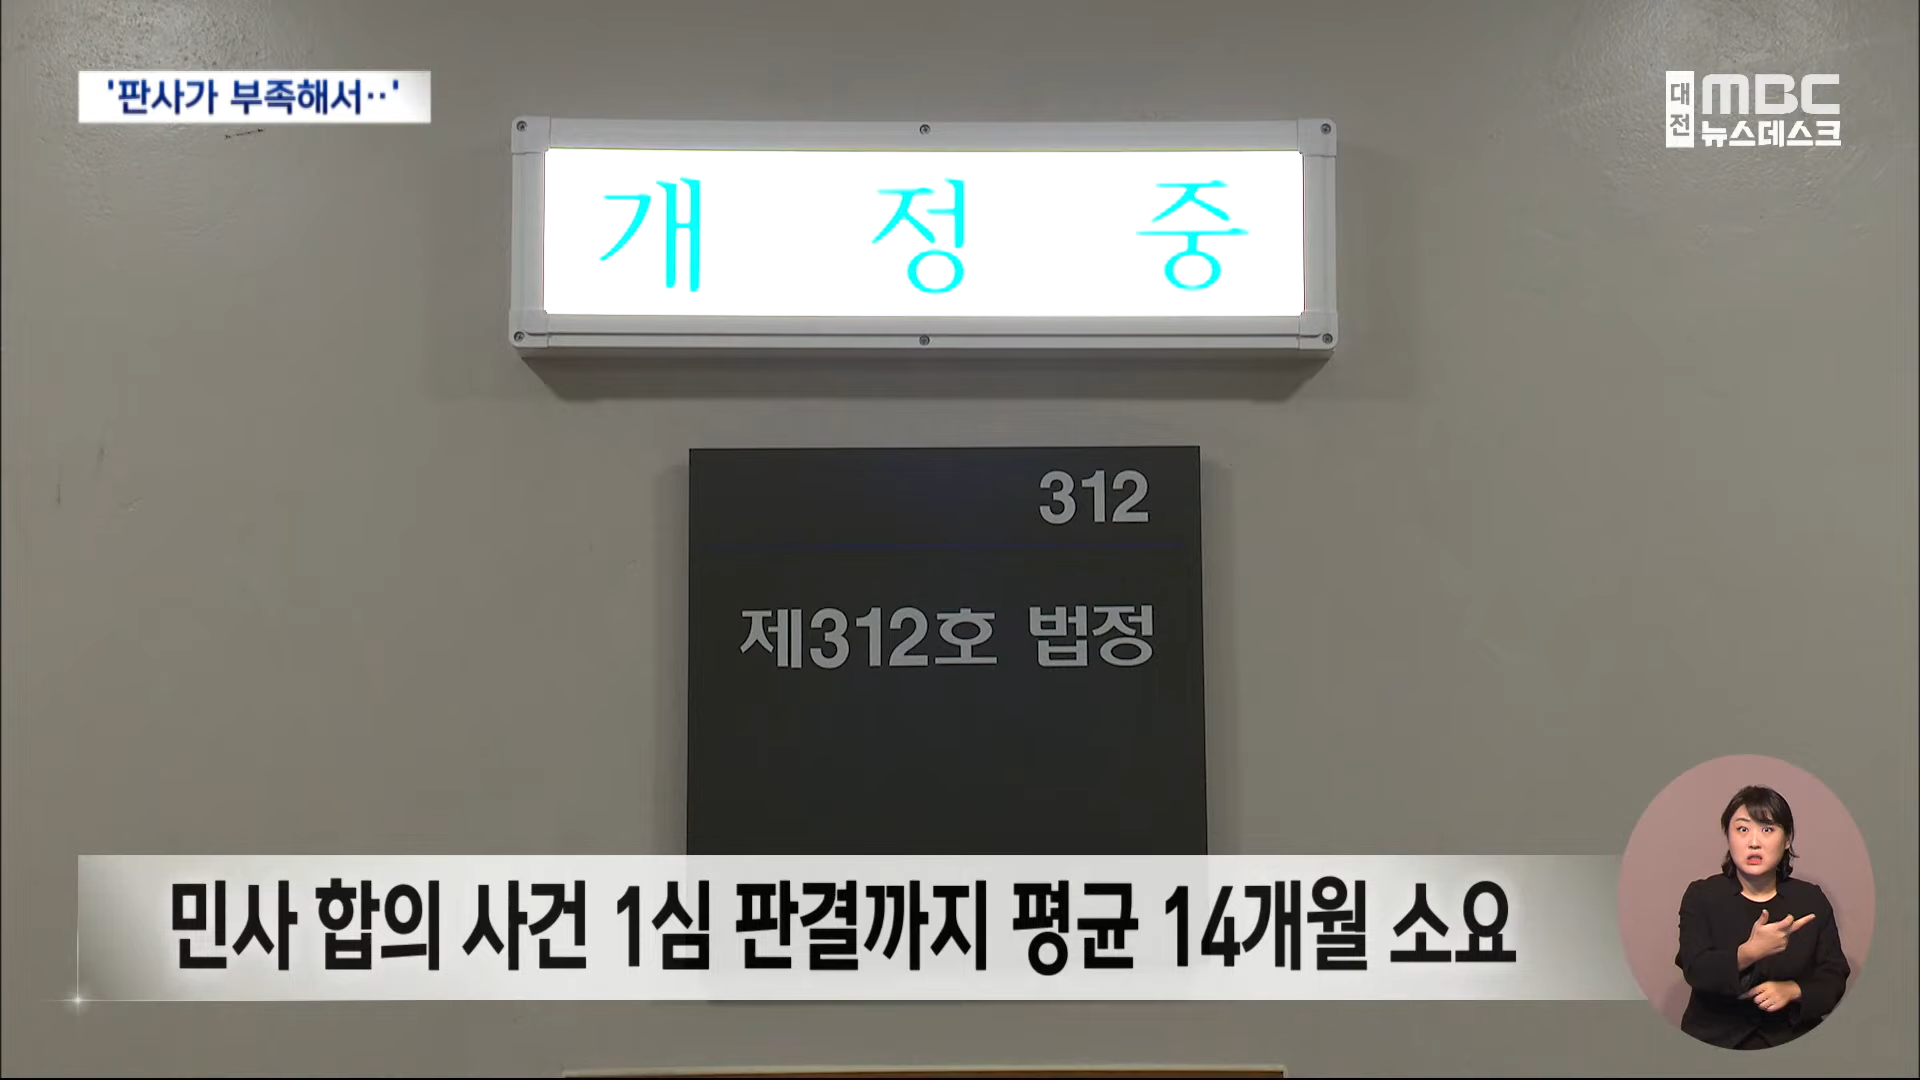 '판사가 부족해서··'
대전
MBC
뉴스데스크
개 정 중
312
제312호 법정
민사 합의 사건 1심 판결까지 평균 14개월 소요